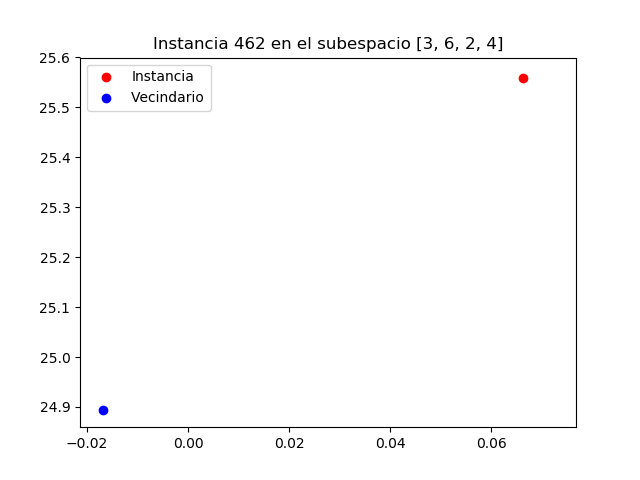 Instancia 462 en el subespacio [3, 6, 2, 4]
Instancia
Vecindario
25.6
25.5
25.4
25.3
25.2
25.1
25.0
24.9
−0.02 0.00 0.02 0.04 0.06